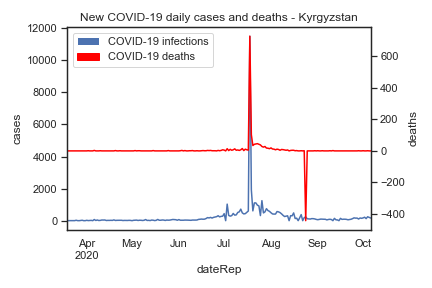 New COVID-19 daily cases and deaths - Kyrgyzstan
COVID-19 infections
COVID-19 deaths
12000
10000
8000
6000
4000
2000
0
cases
600
400
200
0
−200
−400
deaths
Apr May Jun Jul Aug Sep Oct
2020
dateRep